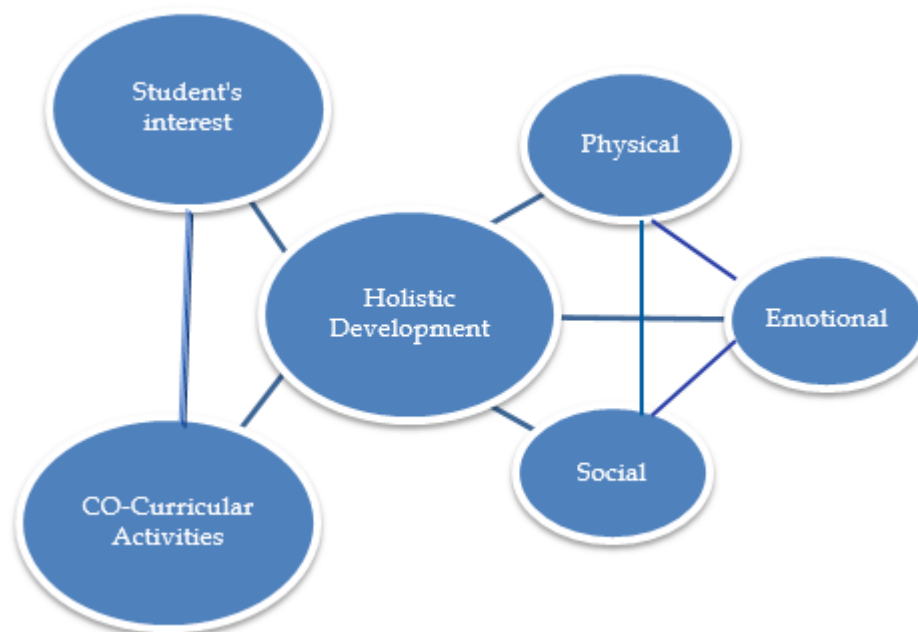 Student's
interest
Physical
Holistic
Development
Emotional
Social
CO-Curricular
Activities